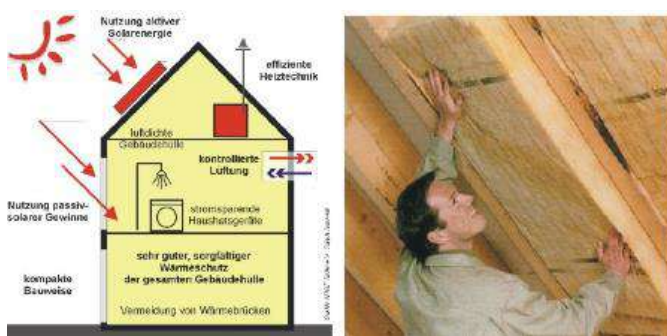 Nutzung aktiver
Solarenergie
effiziente
Heiztechnik
luftdichte
Gebäudehülle
kontrollierte
Lüftung
Nutzung passiv-
solarer Gewinne
stromsparende
Haushaltsgeräte
sehr guter, sorgfältiger
Wärmeschutz
der gesamten Gebäudehülle
kompakte
Bauweise
Vermeidung von Wärmebrücken